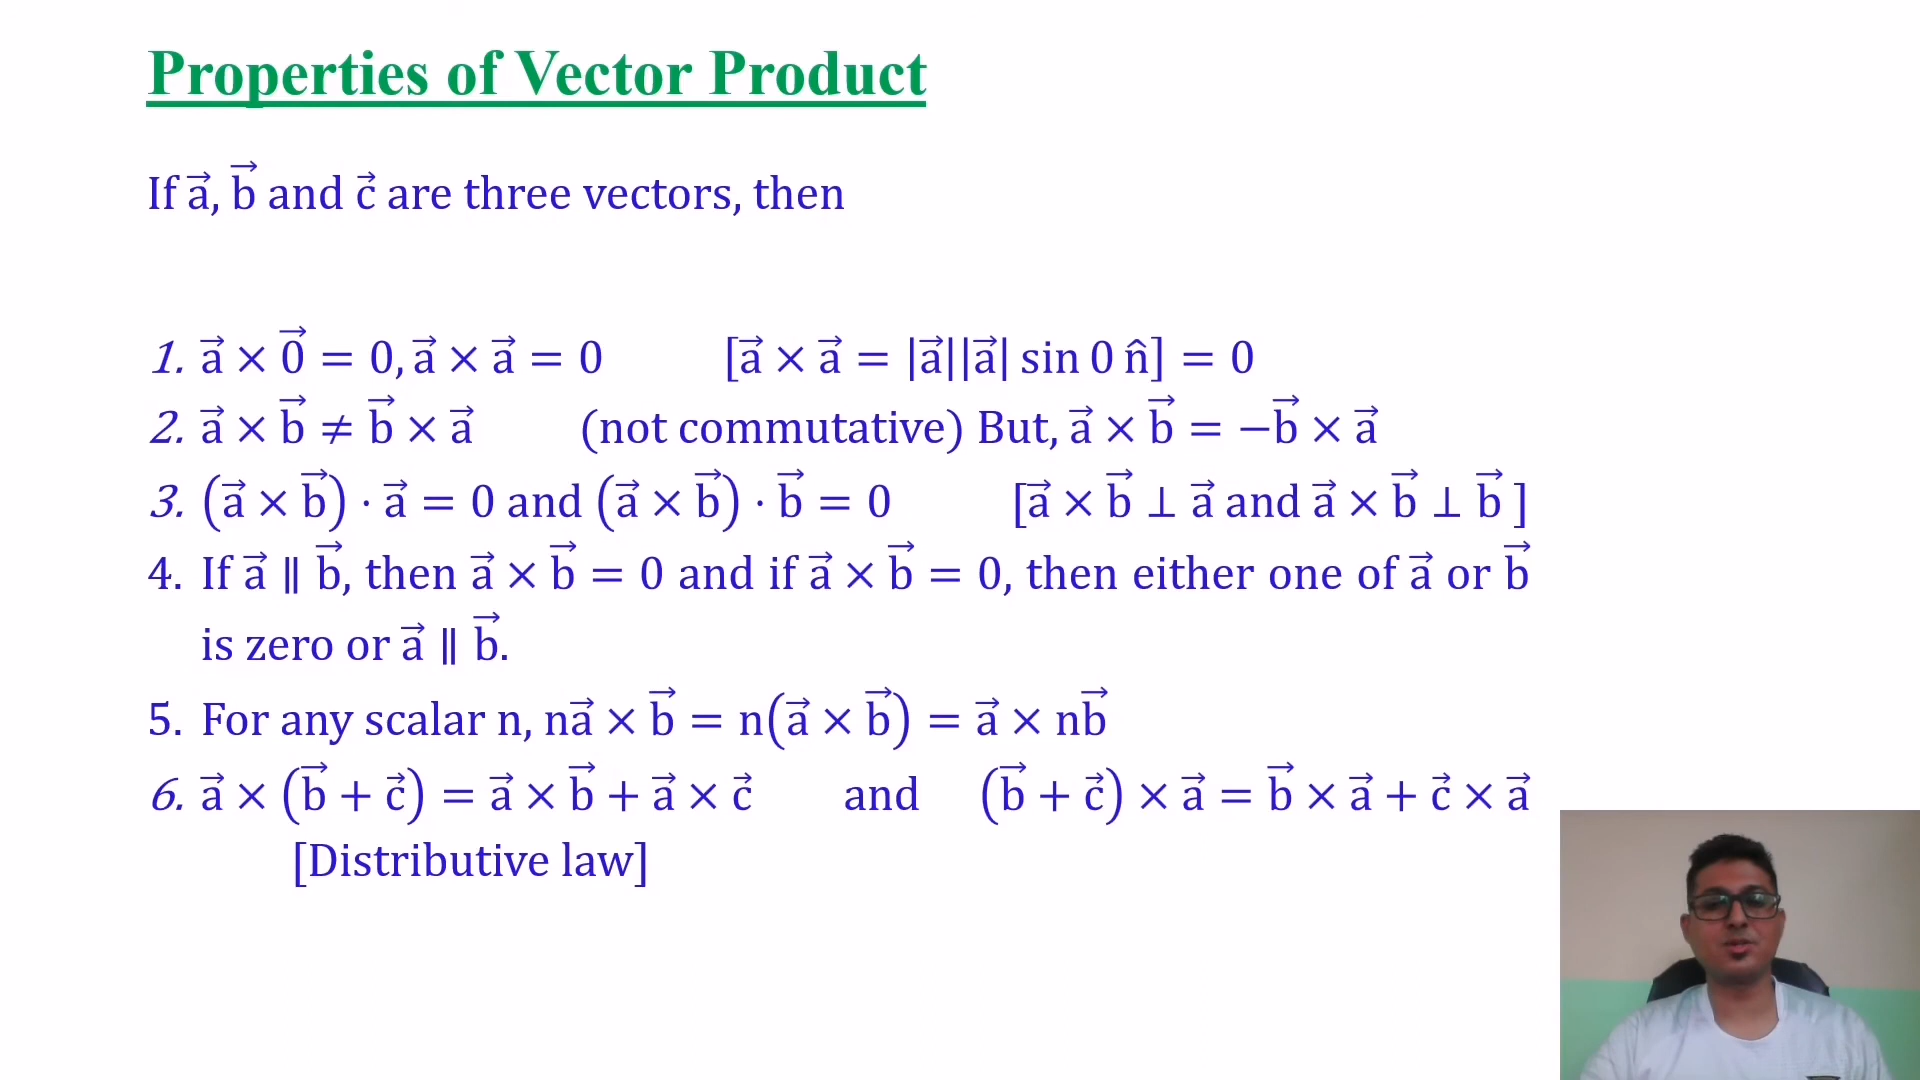 Properties of Vector Product
If a⃗, b⃗ and c⃗ are three vectors, then
1. a⃗ × 0⃗ = 0, a⃗ × a⃗ = 0 [a⃗ × a⃗ = |a⃗||a⃗| sin 0 n̂] = 0
2. a⃗ × b⃗ ≠ b⃗ × a⃗ (not commutative) But, a⃗ × b⃗ = −b⃗ × a⃗
3. (a⃗ × b⃗) · a⃗ = 0 and (a⃗ × b⃗) · b⃗ = 0 [a⃗ × b⃗ ⊥ a⃗ and a⃗ × b⃗ ⊥ b⃗ ]
4. If a⃗ ∥ b⃗, then a⃗ × b⃗ = 0 and if a⃗ × b⃗ = 0, then either one of a⃗ or b⃗
is zero or a⃗ ∥ b⃗.
5. For any scalar n, na⃗ × b⃗ = n(a⃗ × b⃗) = a⃗ × nb⃗
6. a⃗ × (b⃗ + c⃗) = a⃗ × b⃗ + a⃗ × c⃗ and (b⃗ + c⃗) × a⃗ = b⃗ × a⃗ + c⃗ × a⃗
[Distributive law]